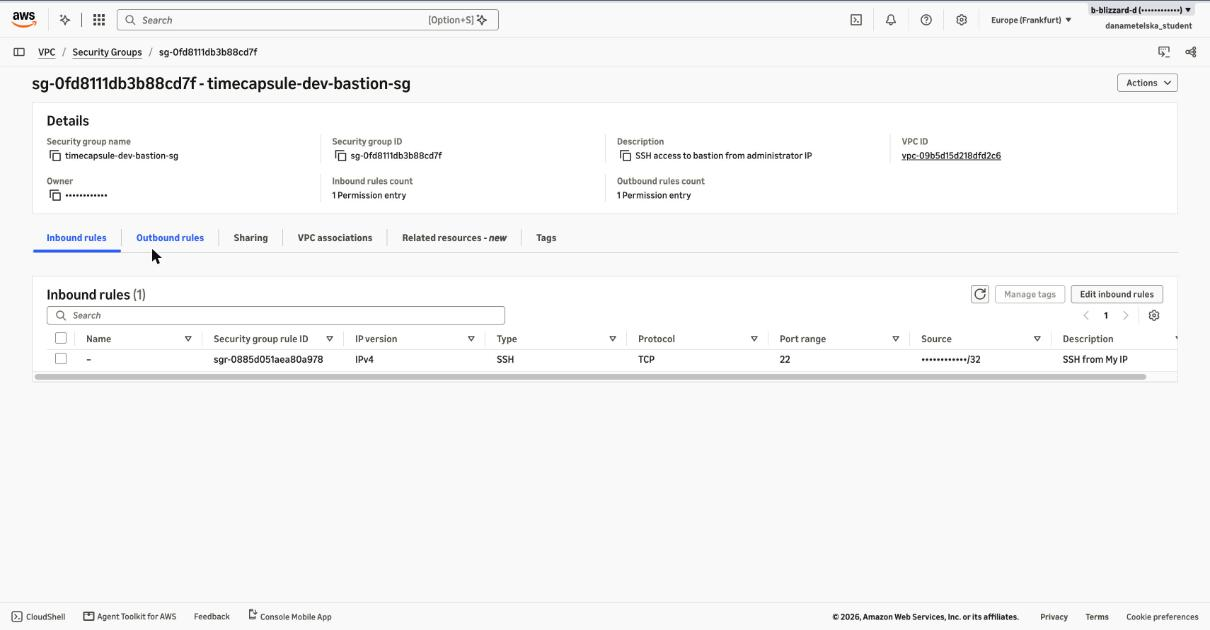 aws
Search [Option+S]
Europe (Frankfurt)
b-blizzard-d (••••••••••••)
danametelska_student
VPC / Security Groups / sg-0fd8111db3b88cd7f
sg-0fd8111db3b88cd7f - timecapsule-dev-bastion-sg
Actions
Details
Security group name
timecapsule-dev-bastion-sg
Security group ID
sg-0fd8111db3b88cd7f
Description
SSH access to bastion from administrator IP
VPC ID
vpc-09b5d15d218dfd2c6
Owner
••••••••••••
Inbound rules count
1 Permission entry
Outbound rules count
1 Permission entry
Inbound rules Outbound rules Sharing VPC associations Related resources - new Tags
Inbound rules (1)
Manage tags Edit inbound rules
Search
1
Name Security group rule ID IP version Type Protocol Port range Source Description
– sgr-0885d051aea80a978 IPv4 SSH TCP 22 ••••••••••••/32 SSH from My IP
CloudShell Agent Toolkit for AWS Feedback Console Mobile App © 2026, Amazon Web Services, Inc. or its affiliates. Privacy Terms Cookie preferences